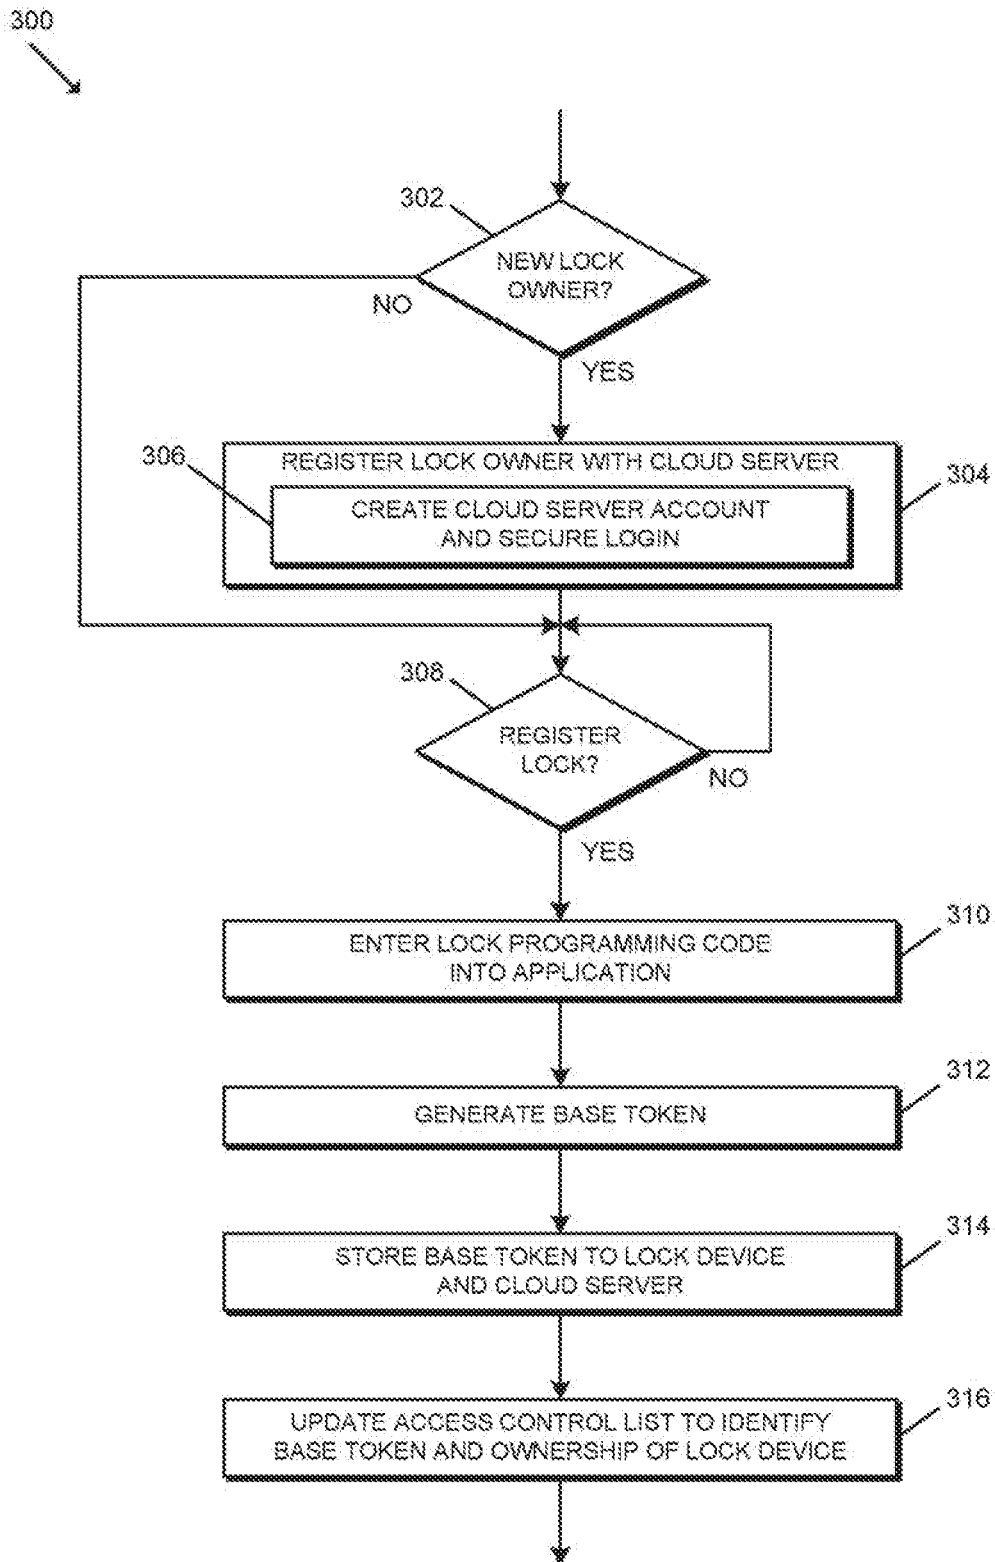 300
302
NEW LOCK
OWNER?
NO
YES
306
REGISTER LOCK OWNER WITH CLOUD SERVER
304
CREATE CLOUD SERVER ACCOUNT
AND SECURE LOGIN
308
REGISTER
LOCK?
NO
YES
310
ENTER LOCK PROGRAMMING CODE
INTO APPLICATION
312
GENERATE BASE TOKEN
314
STORE BASE TOKEN TO LOCK DEVICE
AND CLOUD SERVER
316
UPDATE ACCESS CONTROL LIST TO IDENTIFY
BASE TOKEN AND OWNERSHIP OF LOCK DEVICE